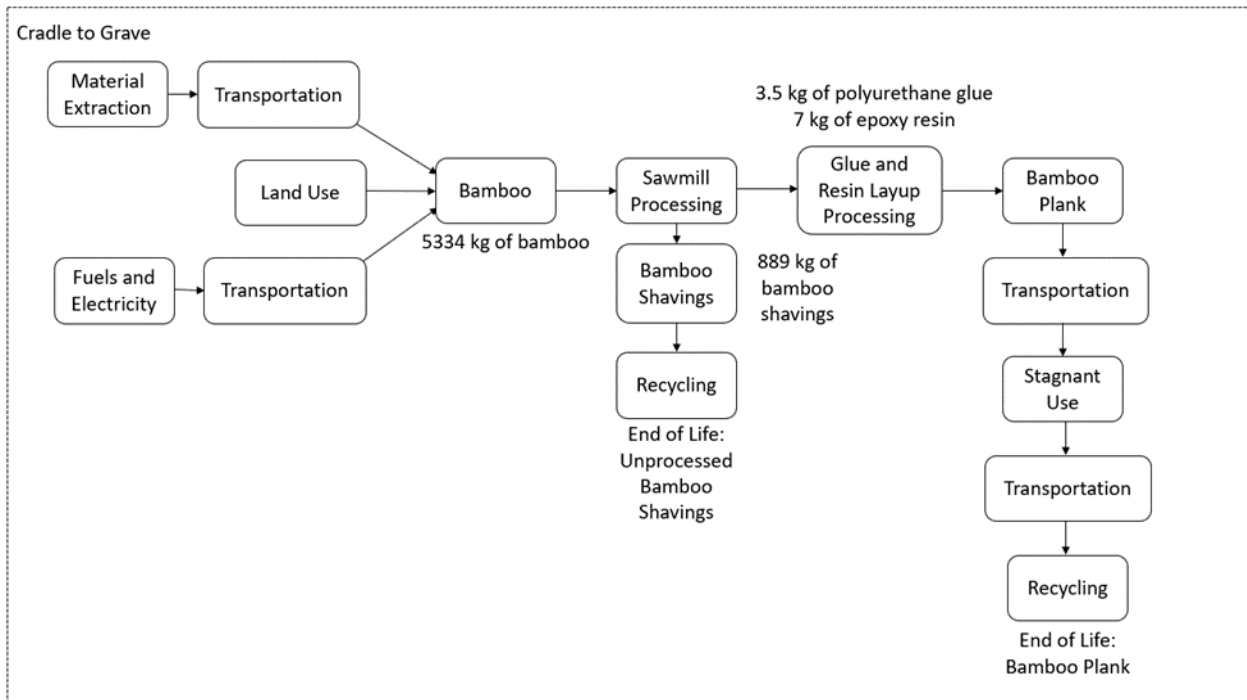 Cradle to Grave
Material
Extraction
Transportation
3.5 kg of polyurethane glue
7 kg of epoxy resin
Land Use
Bamboo
Sawmill
Processing
Glue and
Resin Layup
Processing
Bamboo
Plank
5334 kg of bamboo
Fuels and
Electricity
Transportation
Bamboo
Shavings
889 kg of
bamboo
shavings
Transportation
Recycling
Stagnant
Use
End of Life:
Unprocessed
Bamboo
Shavings
Transportation
Recycling
End of Life:
Bamboo Plank